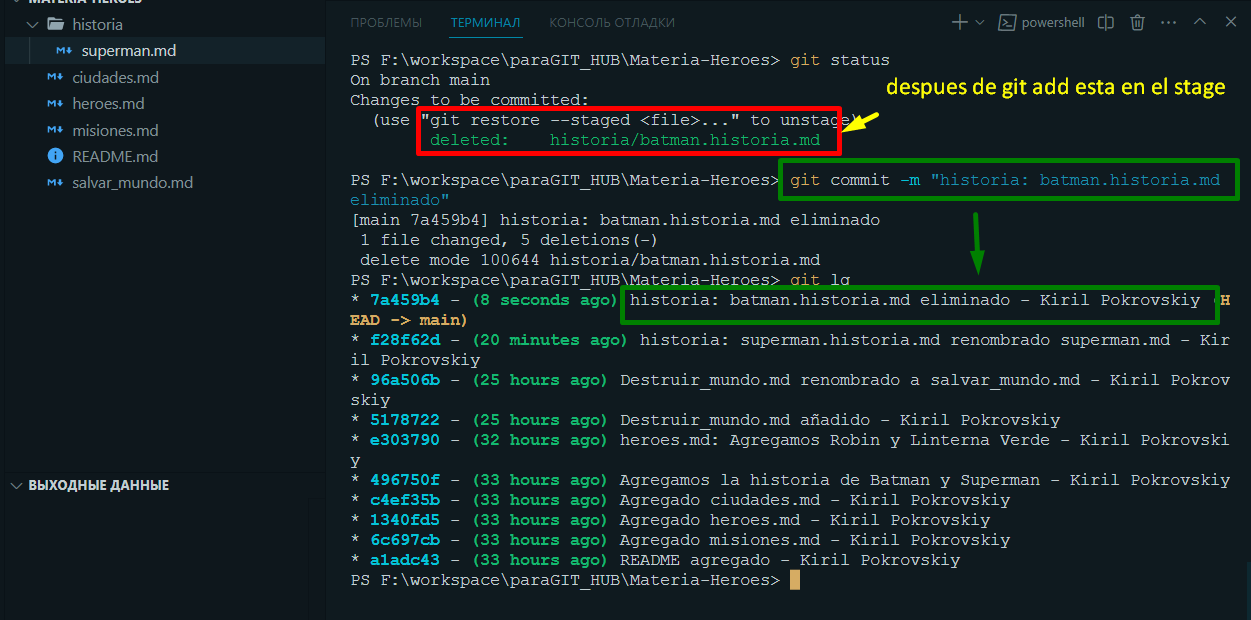 MATERIA-HEROES
historia
superman.md
ciudades.md
heroes.md
misiones.md
README.md
salvar_mundo.md
ВЫХОДНЫЕ ДАННЫЕ
ПРОБЛЕМЫ ТЕРМИНАЛ КОНСОЛЬ ОТЛАДКИ powershell
PS F:\workspace\paraGIT_HUB\Materia-Heroes> git status
On branch main
Changes to be committed:
despues de git add esta en el stage
(use "git restore --staged <file>..." to unstage)
deleted: historia/batman.historia.md
PS F:\workspace\paraGIT_HUB\Materia-Heroes> git commit -m "historia: batman.historia.md
eliminado"
[main 7a459b4] historia: batman.historia.md eliminado
1 file changed, 5 deletions(-)
delete mode 100644 historia/batman.historia.md
PS F:\workspace\paraGIT_HUB\Materia-Heroes> git lg
* 7a459b4 - (8 seconds ago) historia: batman.historia.md eliminado - Kiril Pokrovskiy (H
EAD -> main)
* f28f62d - (20 minutes ago) historia: superman.historia.md renombrado superman.md - Kir
il Pokrovskiy
* 96a506b - (25 hours ago) Destruir_mundo.md renombrado a salvar_mundo.md - Kiril Pokrov
skiy
* 5178722 - (25 hours ago) Destruir_mundo.md añadido - Kiril Pokrovskiy
* e303790 - (32 hours ago) heroes.md: Agregamos Robin y Linterna Verde - Kiril Pokrovski
y
* 496750f - (33 hours ago) Agregamos la historia de Batman y Superman - Kiril Pokrovskiy
* c4ef35b - (33 hours ago) Agregado ciudades.md - Kiril Pokrovskiy
* 1340fd5 - (33 hours ago) Agregado heroes.md - Kiril Pokrovskiy
* 6c697cb - (33 hours ago) Agregado misiones.md - Kiril Pokrovskiy
* a1adc43 - (33 hours ago) README agregado - Kiril Pokrovskiy
PS F:\workspace\paraGIT_HUB\Materia-Heroes>